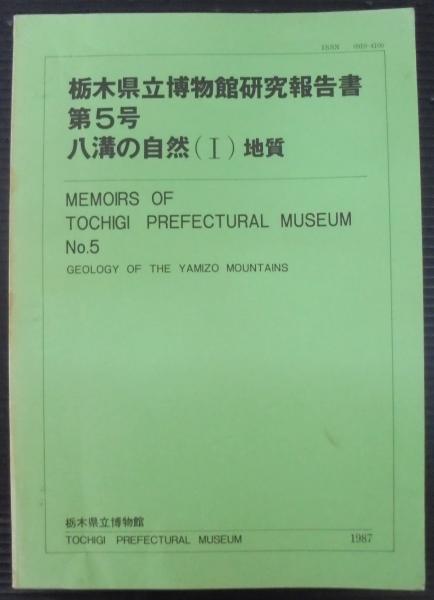 ISSN
栃木県立博物館研究報告書
第5号
八溝の自然(I)地質
MEMOIRS OF
TOCHIGI PREFECTURAL MUSEUM
No.5
GEOLOGY OF THE YAMIZO MOUNTAINS
栃木県立博物館
TOCHIGI PREFECTURAL MUSEUM 1987